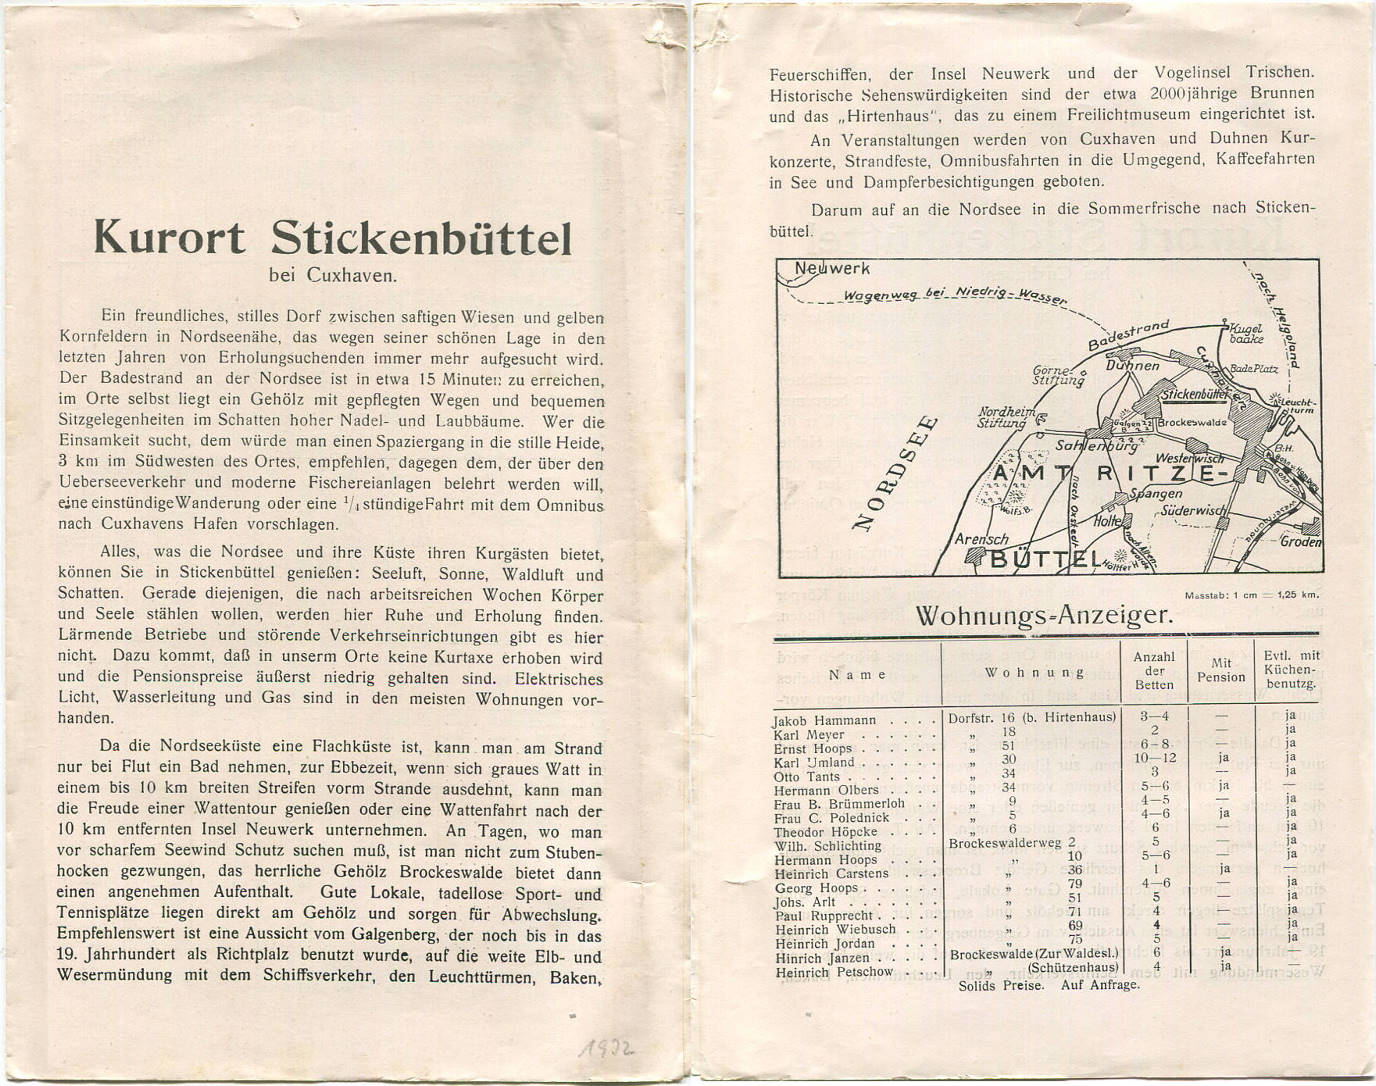 Kurort Stickenbüttel
bei Cuxhaven.
Ein freundliches, stilles Dorf zwischen saftigen Wiesen und gelben
Kornfeldern in Nordseenähe, das wegen seiner schönen Lage in den
letzten Jahren von Erholungsuchenden immer mehr aufgesucht wird.
Der Badestrand an der Nordsee ist in etwa 15 Minuten zu erreichen,
im Orte selbst liegt ein Gehölz mit gepflegten Wegen und bequemen
Sitzgelegenheiten im Schatten hoher Nadel- und Laubbäume. Wer die
Einsamkeit sucht, dem würde man einen Spaziergang in die stille Heide,
3 km im Südwesten des Ortes, empfehlen, dagegen dem, der über den
Ueberseeverkehr und moderne Fischereianlagen belehrt werden will,
eine einstündige Wanderung oder eine 1/4 stündige Fahrt mit dem Omnibus
nach Cuxhavens Hafen vorschlagen.
Alles, was die Nordsee und ihre Küste ihren Kurgästen bietet,
können Sie in Stickenbüttel genießen: Seeluft, Sonne, Waldluft und
Schatten. Gerade diejenigen, die nach arbeitsreichen Wochen Körper
und Seele stählen wollen, werden hier Ruhe und Erholung finden.
Lärmende Betriebe und störende Verkehrseinrichtungen gibt es hier
nicht. Dazu kommt, daß in unserm Orte keine Kurtaxe erhoben wird
und die Pensionspreise äußerst niedrig gehalten sind. Elektrisches
Licht, Wasserleitung und Gas sind in den meisten Wohnungen vor-
handen.
Da die Nordseeküste eine Flachküste ist, kann man am Strand
nur bei Flut ein Bad nehmen, zur Ebbezeit, wenn sich graues Watt in
einem bis 10 km breiten Streifen vorm Strande ausdehnt, kann man
die Freude einer Wattentour genießen oder eine Wattenfahrt nach der
10 km entfernten Insel Neuwerk unternehmen. An Tagen, wo man
vor scharfem Seewind Schutz suchen muß, ist man nicht zum Stuben-
hocken gezwungen, das herrliche Gehölz Brockeswalde bietet dann
einen angenehmen Aufenthalt. Gute Lokale, tadellose Sport- und
Tennisplätze liegen direkt am Gehölz und sorgen für Abwechslung.
Empfehlenswert ist eine Aussicht vom Galgenberg, der noch bis in das
19. Jahrhundert als Richtplalz benutzt wurde, auf die weite Elb- und
Wesermündung mit dem Schiffsverkehr, den Leuchttürmen, Baken,
1932
Feuerschiffen, der Insel Neuwerk und der Vogelinsel Trischen.
Historische Sehenswürdigkeiten sind der etwa 2000jährige Brunnen
und das „Hirtenhaus“, das zu einem Freilichtmuseum eingerichtet ist.
An Veranstaltungen werden von Cuxhaven und Duhnen Kur-
konzerte, Strandfeste, Omnibusfahrten in die Umgegend, Kaffeefahrten
in See und Dampferbesichtigungen geboten.
Darum auf an die Nordsee in die Sommerfrische nach Sticken-
büttel.
Neuwerk
Wagenweg bei Niedrig-Wasser
nach Helgoland
Badestrand
Kugel
baake
Duhnen
Cuxhaven
Bade Platz
Görne-
Stiftung
Stickenbüttel
Leucht-
turm
Nordheim
Stiftung
Galgen
B
Brockeswalde
NORDSEE
Sahlenburg
B.H.
Westerwisch
AMT RITZE-
BÜTTEL
Spangen
nach Oxstedt
Süderwisch
Wolfs.B.
Holte
Groden
Arensch
Holter H.
Masstab: 1 cm = 1,25 km.
Wohnungs-Anzeiger.
Name Wohnung Anzahl der Betten Mit Pension Evtl. mit Küchen-benutzg.
Jakob Hammann . . . . Dorfstr. 16 (b. Hirtenhaus) 3—4 — ja
Karl Meyer . . . . . . „ 18 2 — ja
Ernst Hoops . . . . . . „ 51 6-8 — ja
Karl Umland . . . . . . „ 30 10—12 ja ja
Otto Tants . . . . . . . „ 34 3 — ja
Hermann Olbers . . . . „ 34 5—6 ja —
Frau B. Brümmerloh . . „ 9 4—5 — ja
Frau C. Polednick . . . „ 5 4—6 ja ja
Theodor Höpcke . . . . „ 6 6 — ja
Wilh. Schlichting Brockeswalderweg 2 5 — ja
Hermann Hoops . . . . „ 10 5—6 — ja
Heinrich Carstens . . . „ 36 1 ja —
Georg Hoops . . . . . . „ 79 4—6 — ja
Johs. Arlt . . . . . . . „ 51 5 — ja
Paul Rupprecht . . . . . „ 71 4 — ja
Heinrich Wiebusch . . . „ 69 4 — ja
Heinrich Jordan . . . . „ 75 5 — ja
Hinrich Janzen . . . . . Brockeswalde (Zur Waldesl.) 6 ja —
Heinrich Petschow . . . „ (Schützenhaus) 4 ja —
Solids Preise. Auf Anfrage.